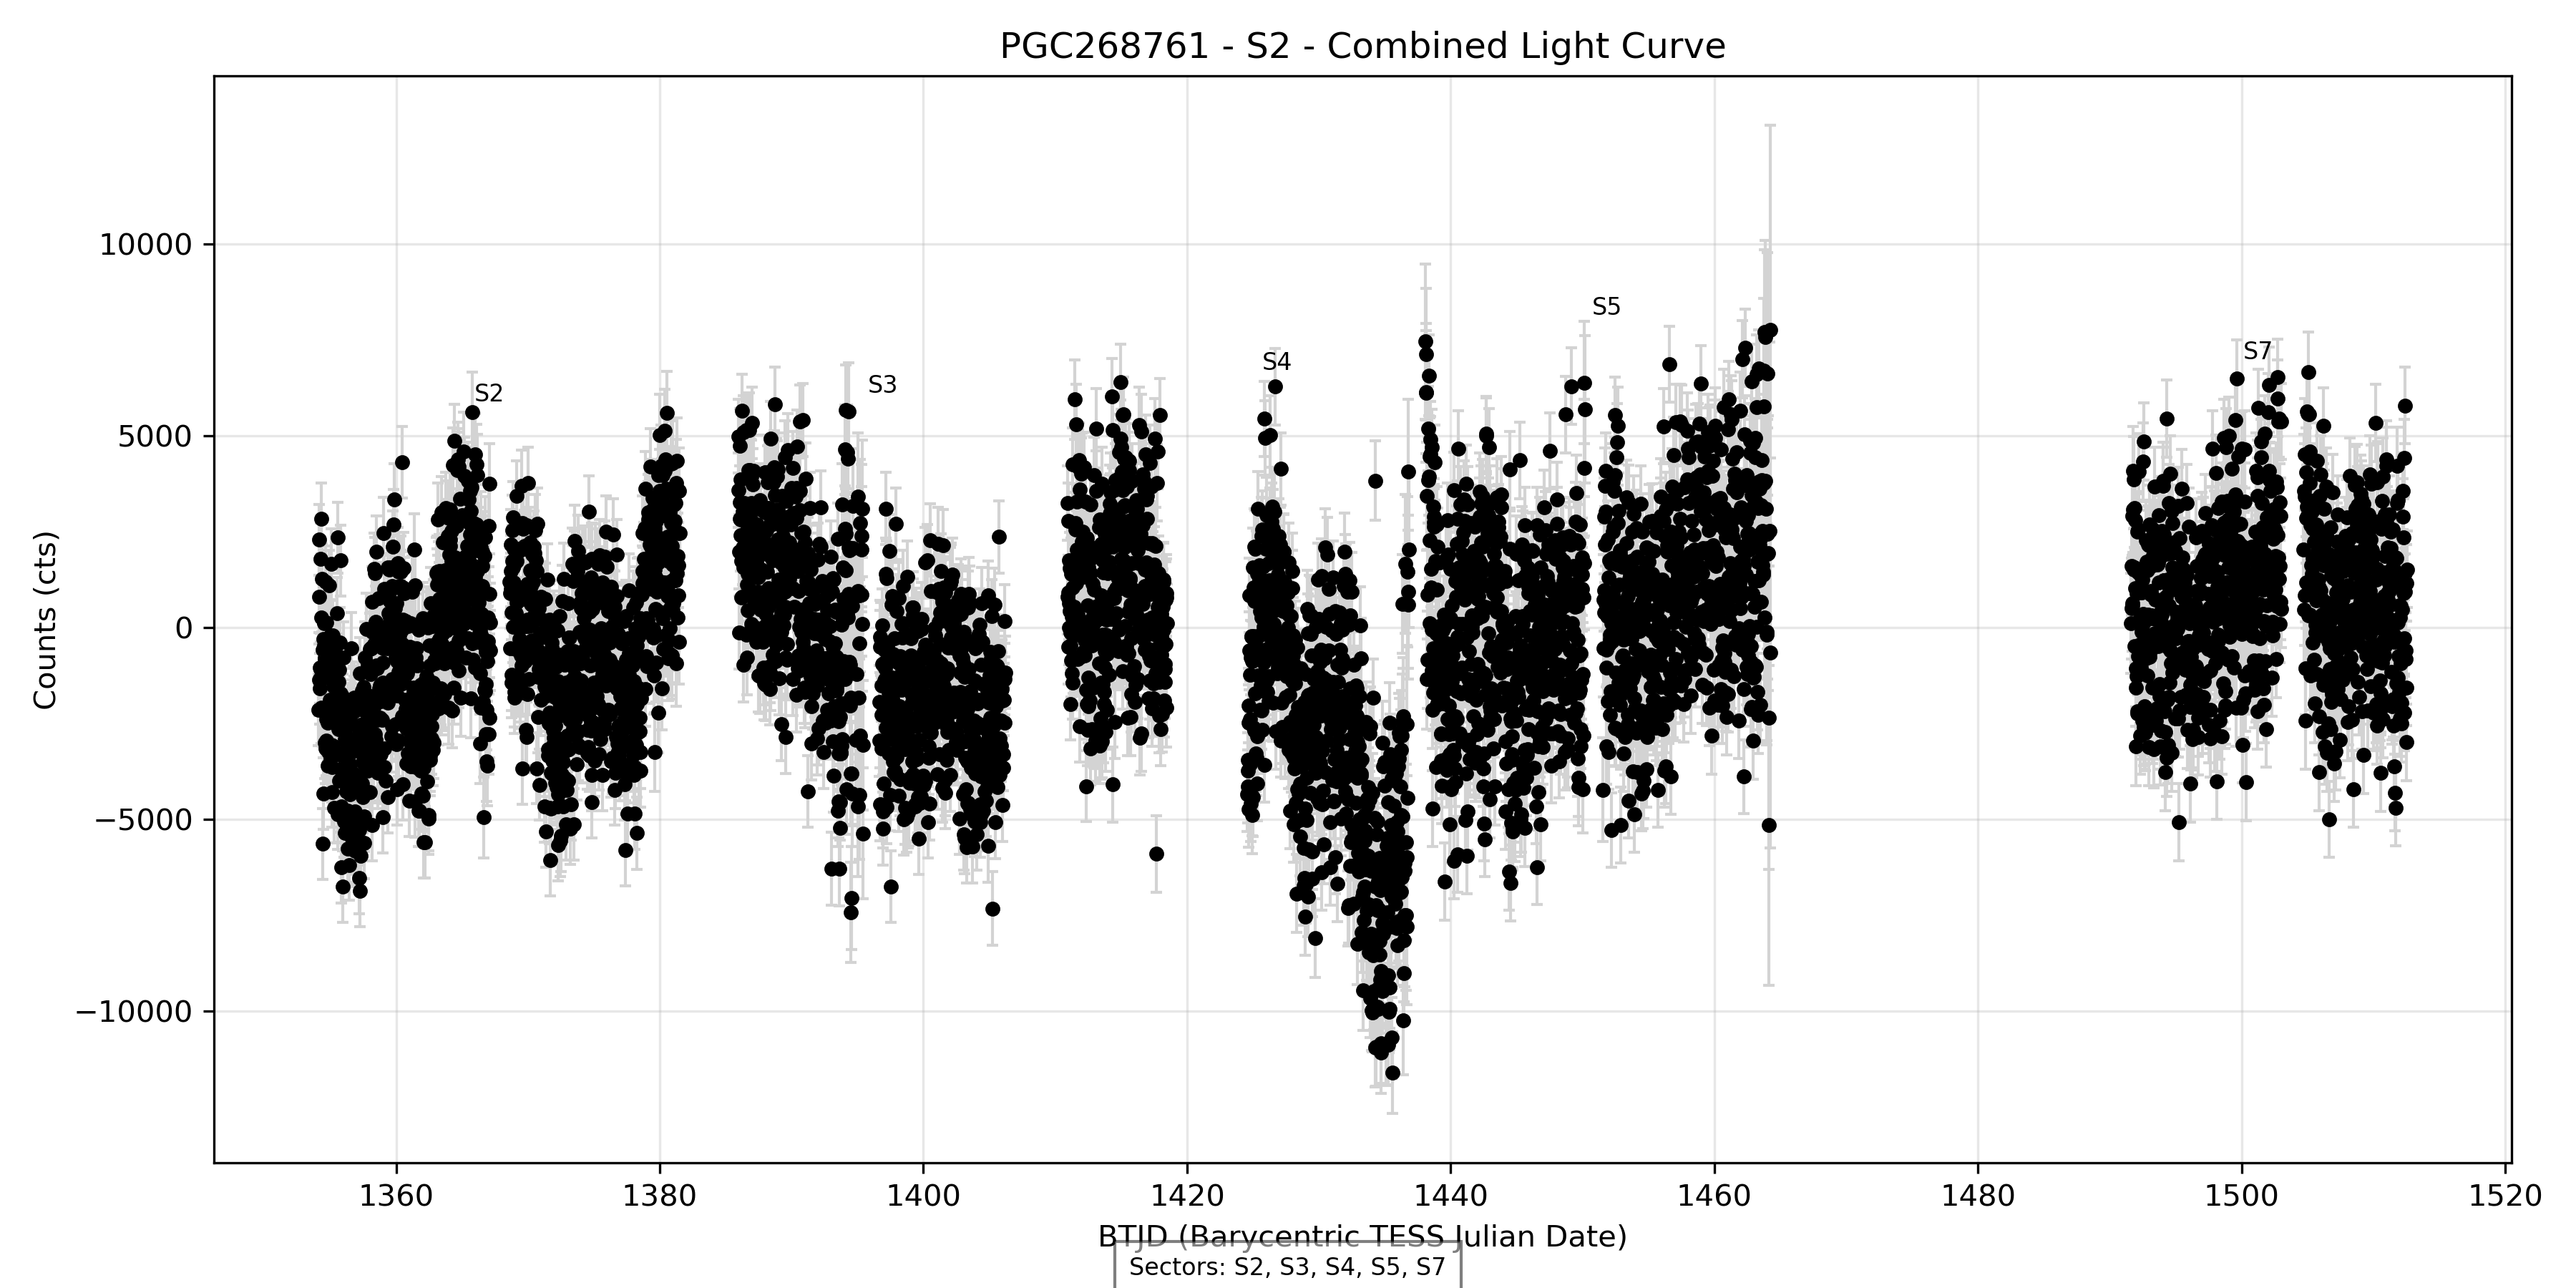 PGC268761 - S2 - Combined Light Curve
Counts (cts)
10000
5000
0
−5000
−10000
S2
S3
S4
S5
S7
1360 1380 1400 1420 1440 1460 1480 1500 1520
BTJD (Barycentric TESS Julian Date)
Sectors: S2, S3, S4, S5, S7